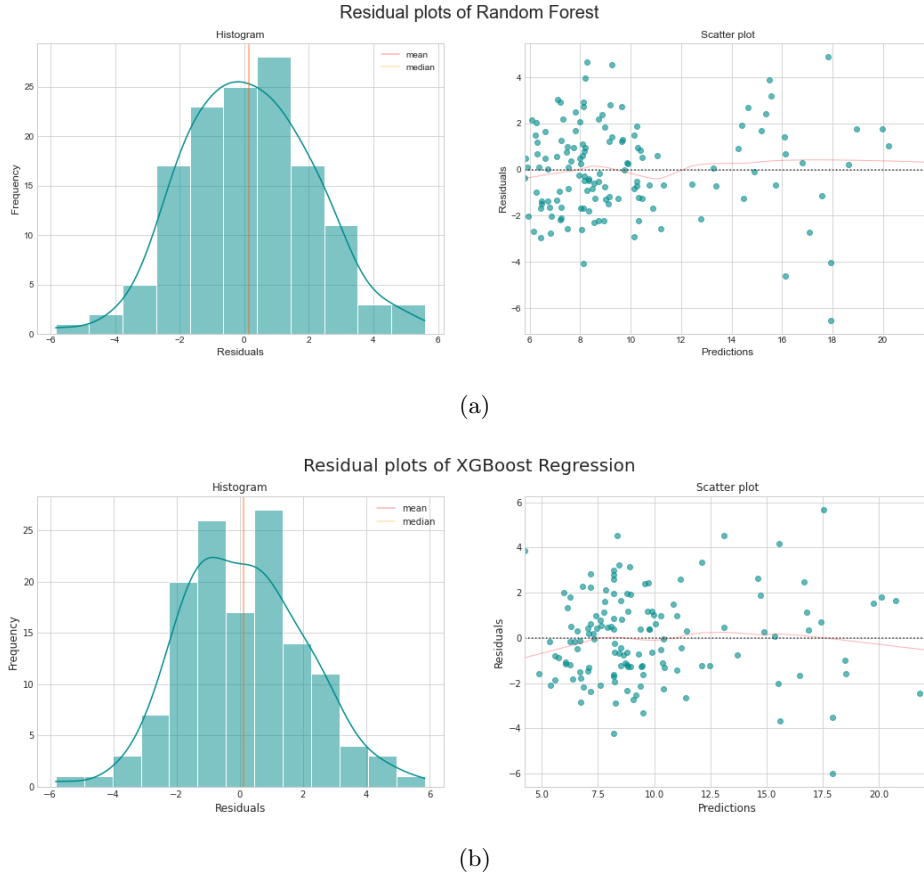 Residual plots of Random Forest
Histogram
mean
median
Frequency
25
20
15
10
5
0
−6 −4 −2 0 2 4 6
Residuals
Scatter plot
Residuals
4
2
0
−2
−4
−6
6 8 10 12 14 16 18 20
Predictions
(a)
Residual plots of XGBoost Regression
Histogram
mean
median
Frequency
25
20
15
10
5
0
−6 −4 −2 0 2 4 6
Residuals
Scatter plot
Residuals
6
4
2
0
−2
−4
−6
5.0 7.5 10.0 12.5 15.0 17.5 20.0
Predictions
(b)